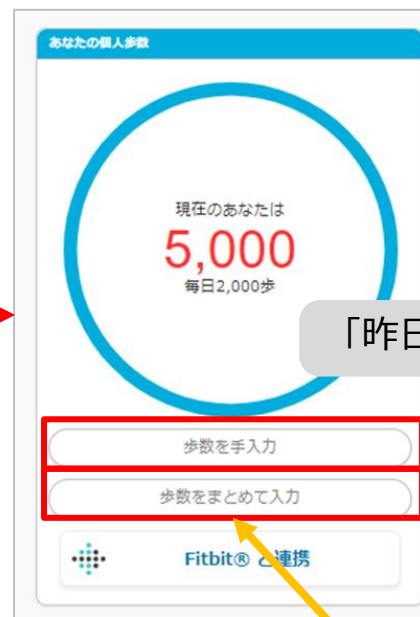 あなたの個人歩数
現在のあなたは
5,000
毎日2,000歩
「昨日
歩数を手入力
歩数をまとめて入力
Fitbit® と連携